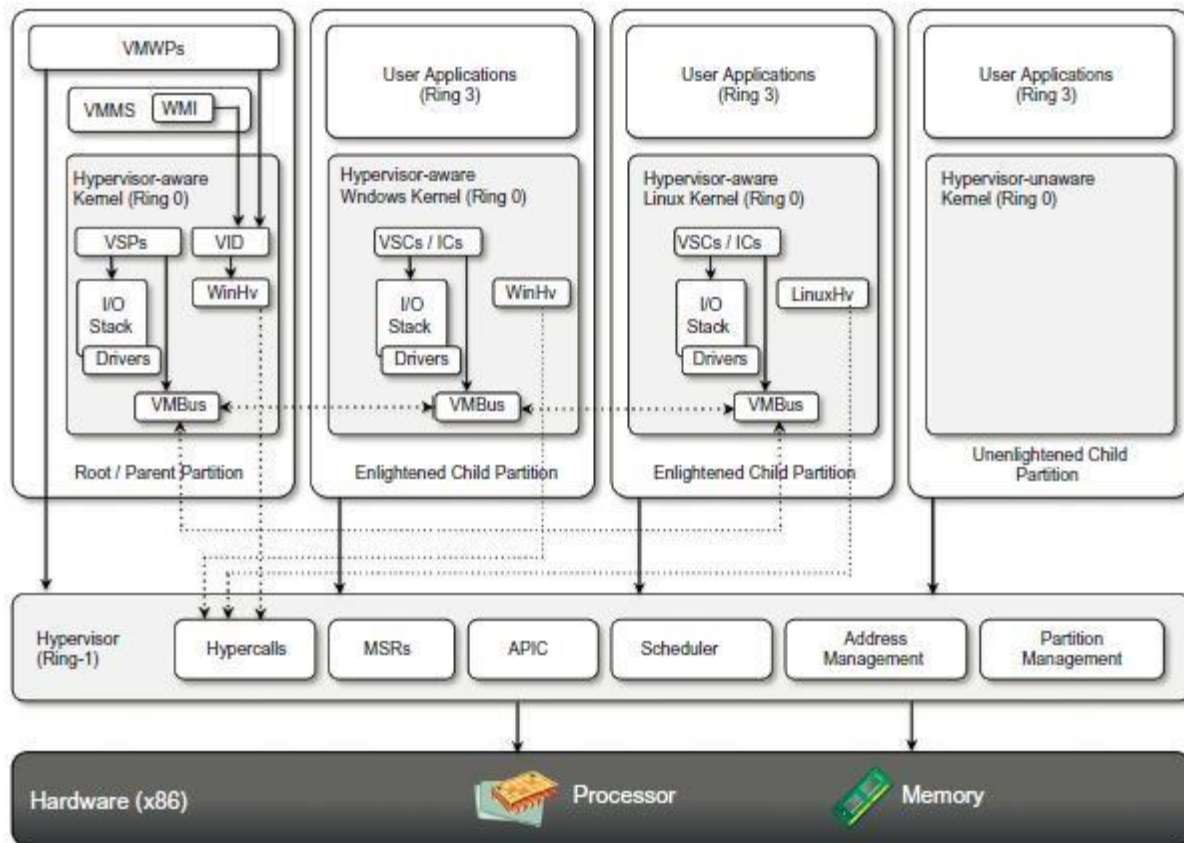 VMWPs
VMMS
WMI
Hypervisor-aware
Kernel (Ring 0)
VSPs
VID
WinHv
I/O
Stack
Drivers
VMBus
Root / Parent Partition
User Applications
(Ring 3)
Hypervisor-aware
Wndows Kernel (Ring 0)
VSCs / ICs
WinHv
I/O
Stack
Drivers
VMBus
Enlightened Child Partition
User Applications
(Ring 3)
Hypervisor-aware
Linux Kernel (Ring 0)
VSCs / ICs
LinuxHv
I/O
Stack
Drivers
VMBus
Enlightened Child Partition
User Applications
(Ring 3)
Hypervisor-unaware
Kernel (Ring 0)
Unenlightened Child
Partition
Hypervisor
(Ring-1)
Hypercalls
MSRs
APIC
Scheduler
Address
Management
Partition
Management
Hardware (x86)
Processor
Memory